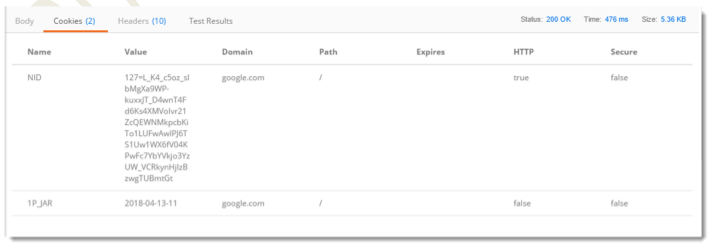 Body Cookies (2) Headers (10) Test Results Status: 200 OK Time: 476 ms Size: 5.36 KB
Name Value Domain Path Expires HTTP Secure
NID 127=L_K4_c5oz_sl google.com / true false
bMgXa9WP-
kuxxJT_D4wnT4F
d6Ks4XMVolvr21
ZcQEWNMkpcbKi
To1LUFwAwlPJ6T
S1Uw1WX6fV04K
PwFc7YbYVkjo3Yz
UW_VCRkynHjIzB
zwgTUBmtGt
1P_JAR 2018-04-13-11 google.com / false false